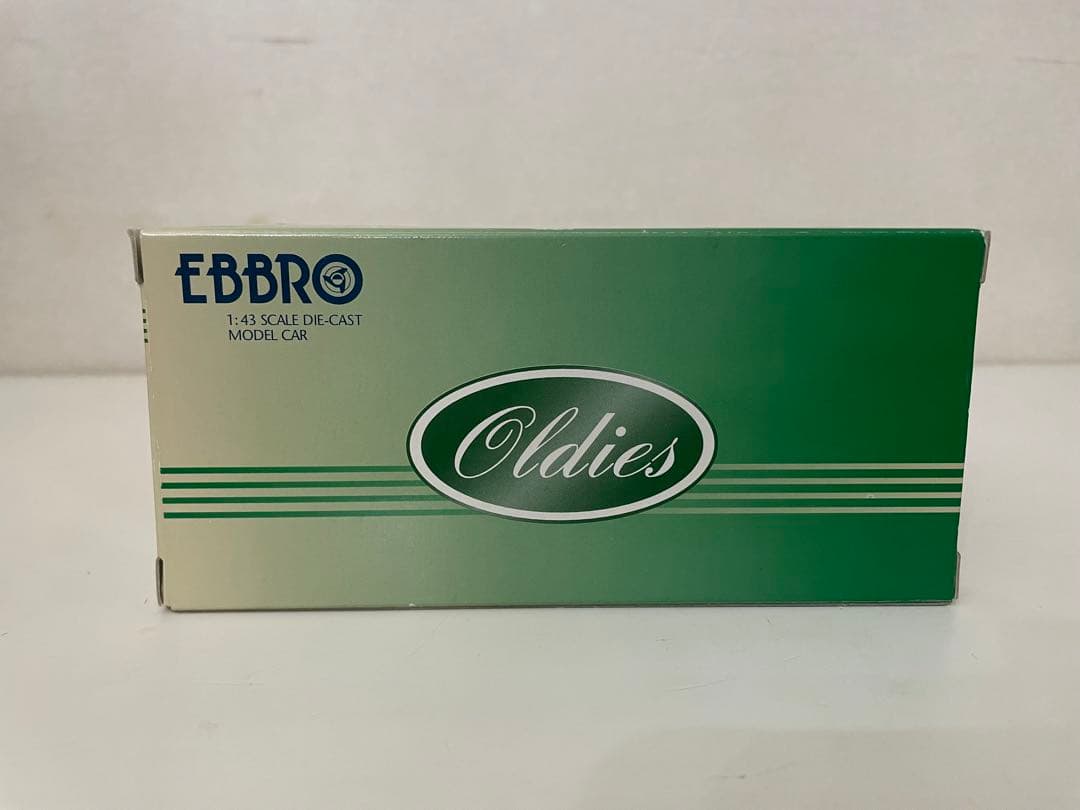 EBBRO
1:43 SCALE DIE-CAST
MODEL CAR
Oldies